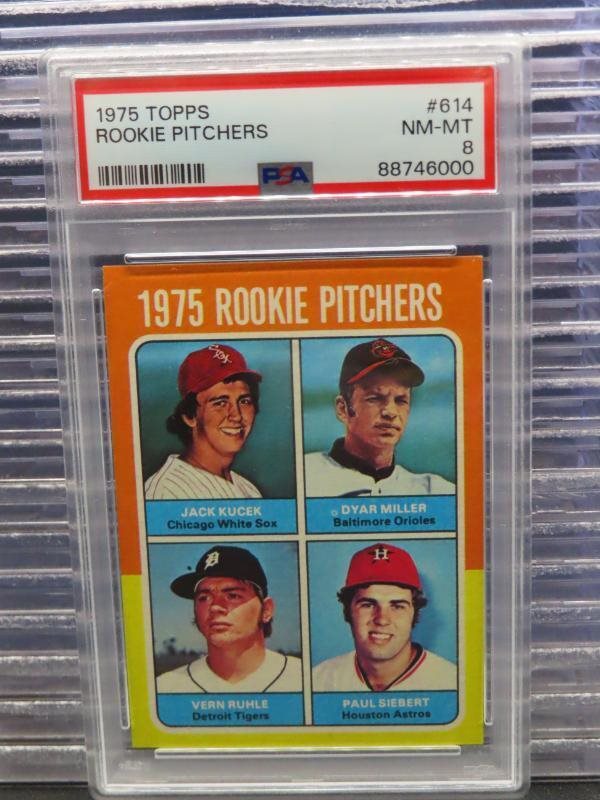 1975 TOPPS #614
ROOKIE PITCHERS NM-MT
8
PSA 88746000
1975 ROOKIE PITCHERS
Sox
JACK KUCEK
Chicago White Sox
DYAR MILLER
Baltimore Orioles
D
H
VERN RUHLE
Detroit Tigers
PAUL SIEBERT
Houston Astros